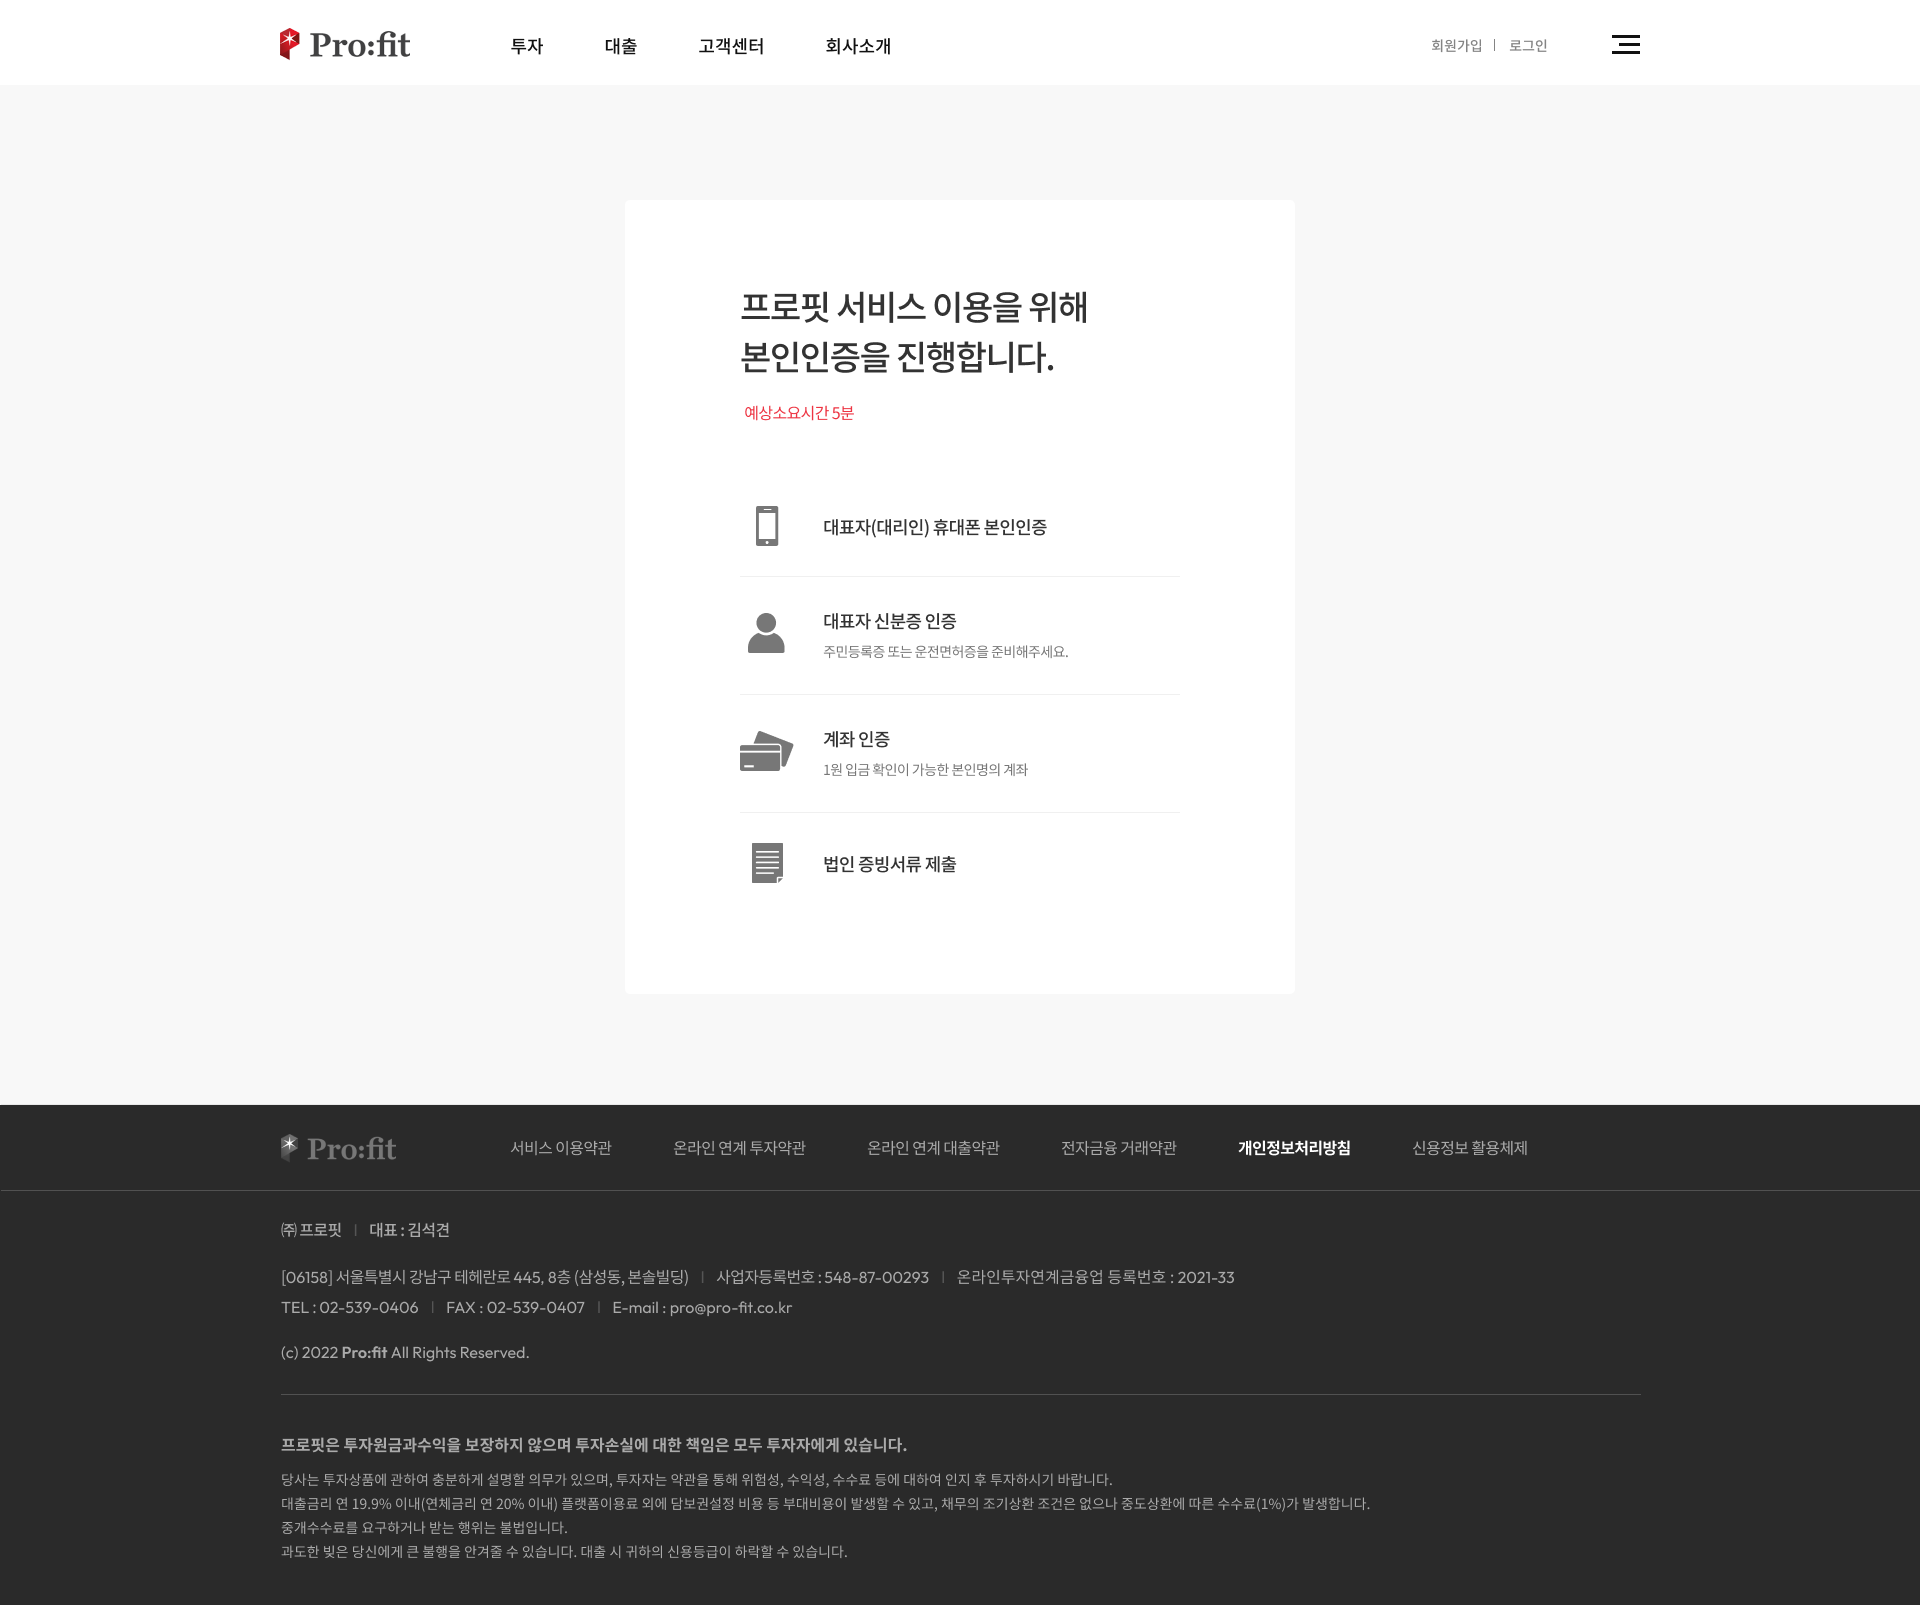 Pro:fit
투자
대출
고객센터
회사소개
회원가입 | 로그인
프로핏 서비스 이용을 위해
본인인증을 진행합니다.
예상소요시간 5분
대표자(대리인) 휴대폰 본인인증
대표자 신분증 인증
주민등록증 또는 운전면허증을 준비해주세요.
계좌 인증
1원 입금 확인이 가능한 본인명의 계좌
법인 증빙서류 제출
Pro:fit
서비스 이용약관
온라인 연계 투자약관
온라인 연계 대출약관
전자금융 거래약관
개인정보처리방침
신용정보 활용체제
㈜ 프로핏 | 대표 : 김석견
[06158] 서울특별시 강남구 테헤란로 445, 8층 (삼성동, 본솔빌딩) | 사업자등록번호 : 548-87-00293 | 온라인투자연계금융업 등록번호 : 2021-33
TEL : 02-539-0406 | FAX : 02-539-0407 | E-mail : pro@pro-fit.co.kr
(c) 2022 Pro:fit All Rights Reserved.
프로핏은 투자원금과수익을 보장하지 않으며 투자손실에 대한 책임은 모두 투자자에게 있습니다.
당사는 투자상품에 관하여 충분하게 설명할 의무가 있으며, 투자자는 약관을 통해 위험성, 수익성, 수수료 등에 대하여 인지 후 투자하시기 바랍니다.
대출금리 연 19.9% 이내(연체금리 연 20% 이내) 플랫폼이용료 외에 담보권설정 비용 등 부대비용이 발생할 수 있고, 채무의 조기상환 조건은 없으나 중도상환에 따른 수수료(1%)가 발생합니다.
중개수수료를 요구하거나 받는 행위는 불법입니다.
과도한 빚은 당신에게 큰 불행을 안겨줄 수 있습니다. 대출 시 귀하의 신용등급이 하락할 수 있습니다.